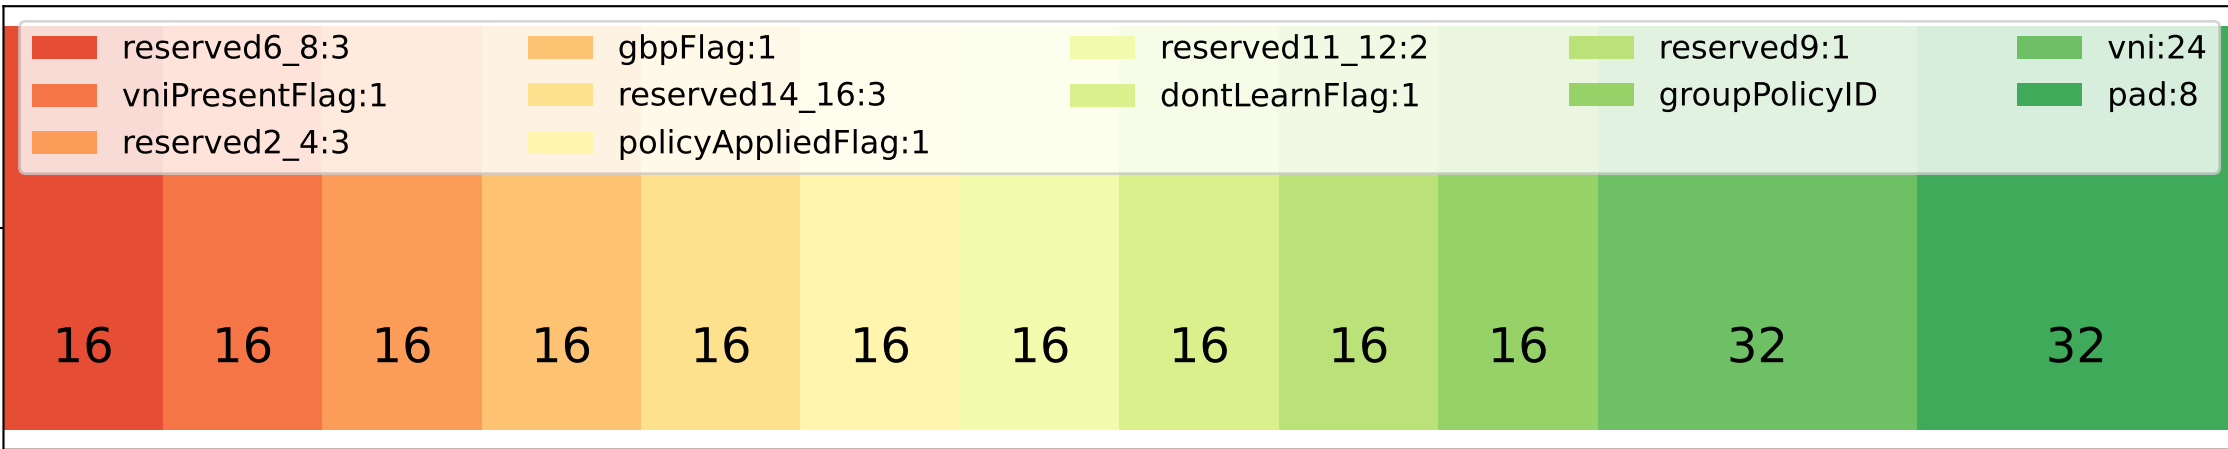 reserved6_8:3 gbpFlag:1 reserved11_12:2 reserved9:1 vni:24
vniPresentFlag:1 reserved14_16:3 dontLearnFlag:1 groupPolicyID pad:8
reserved2_4:3 policyAppliedFlag:1
16 16 16 16 16 16 16 16 16 16 32 32